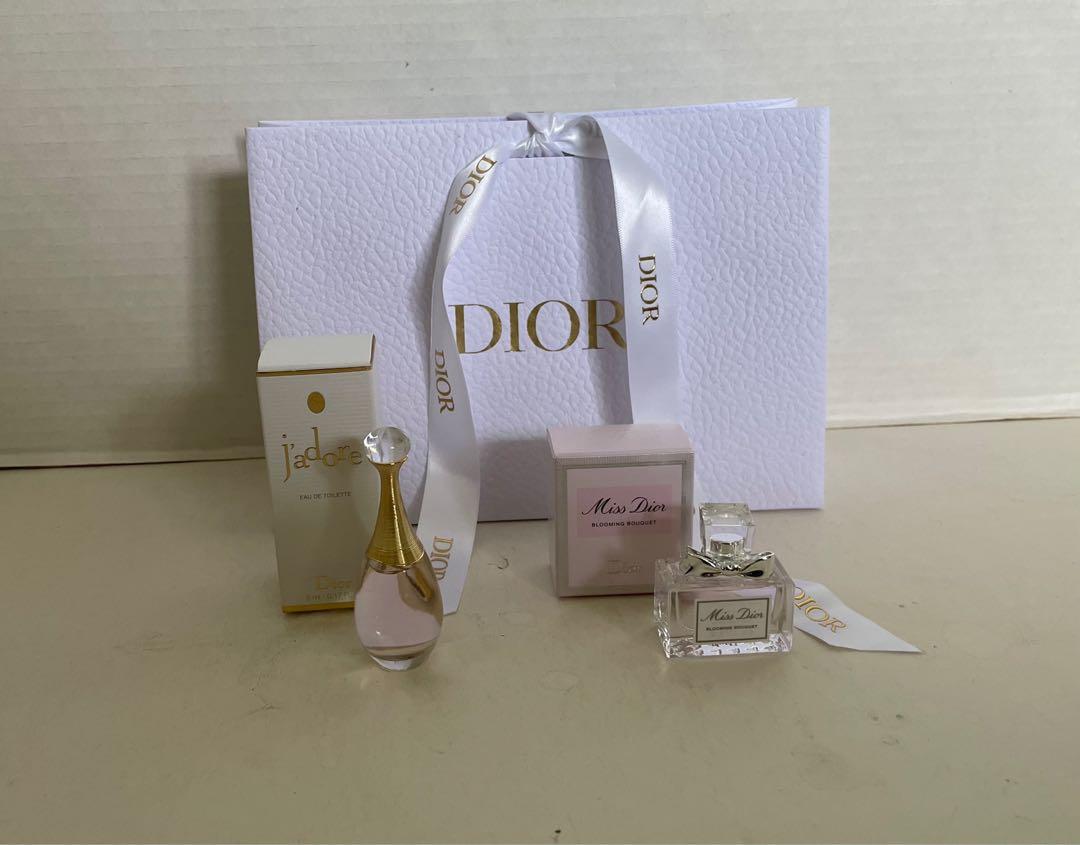 DIOR
DIOR
DIOR
DIOR
DIOR
j'adore
EAU DE TOILETTE
Dior
Miss Dior
BLOOMING BOUQUET
Dior
Miss Dior
BLOOMING BOUQUET
DIOR